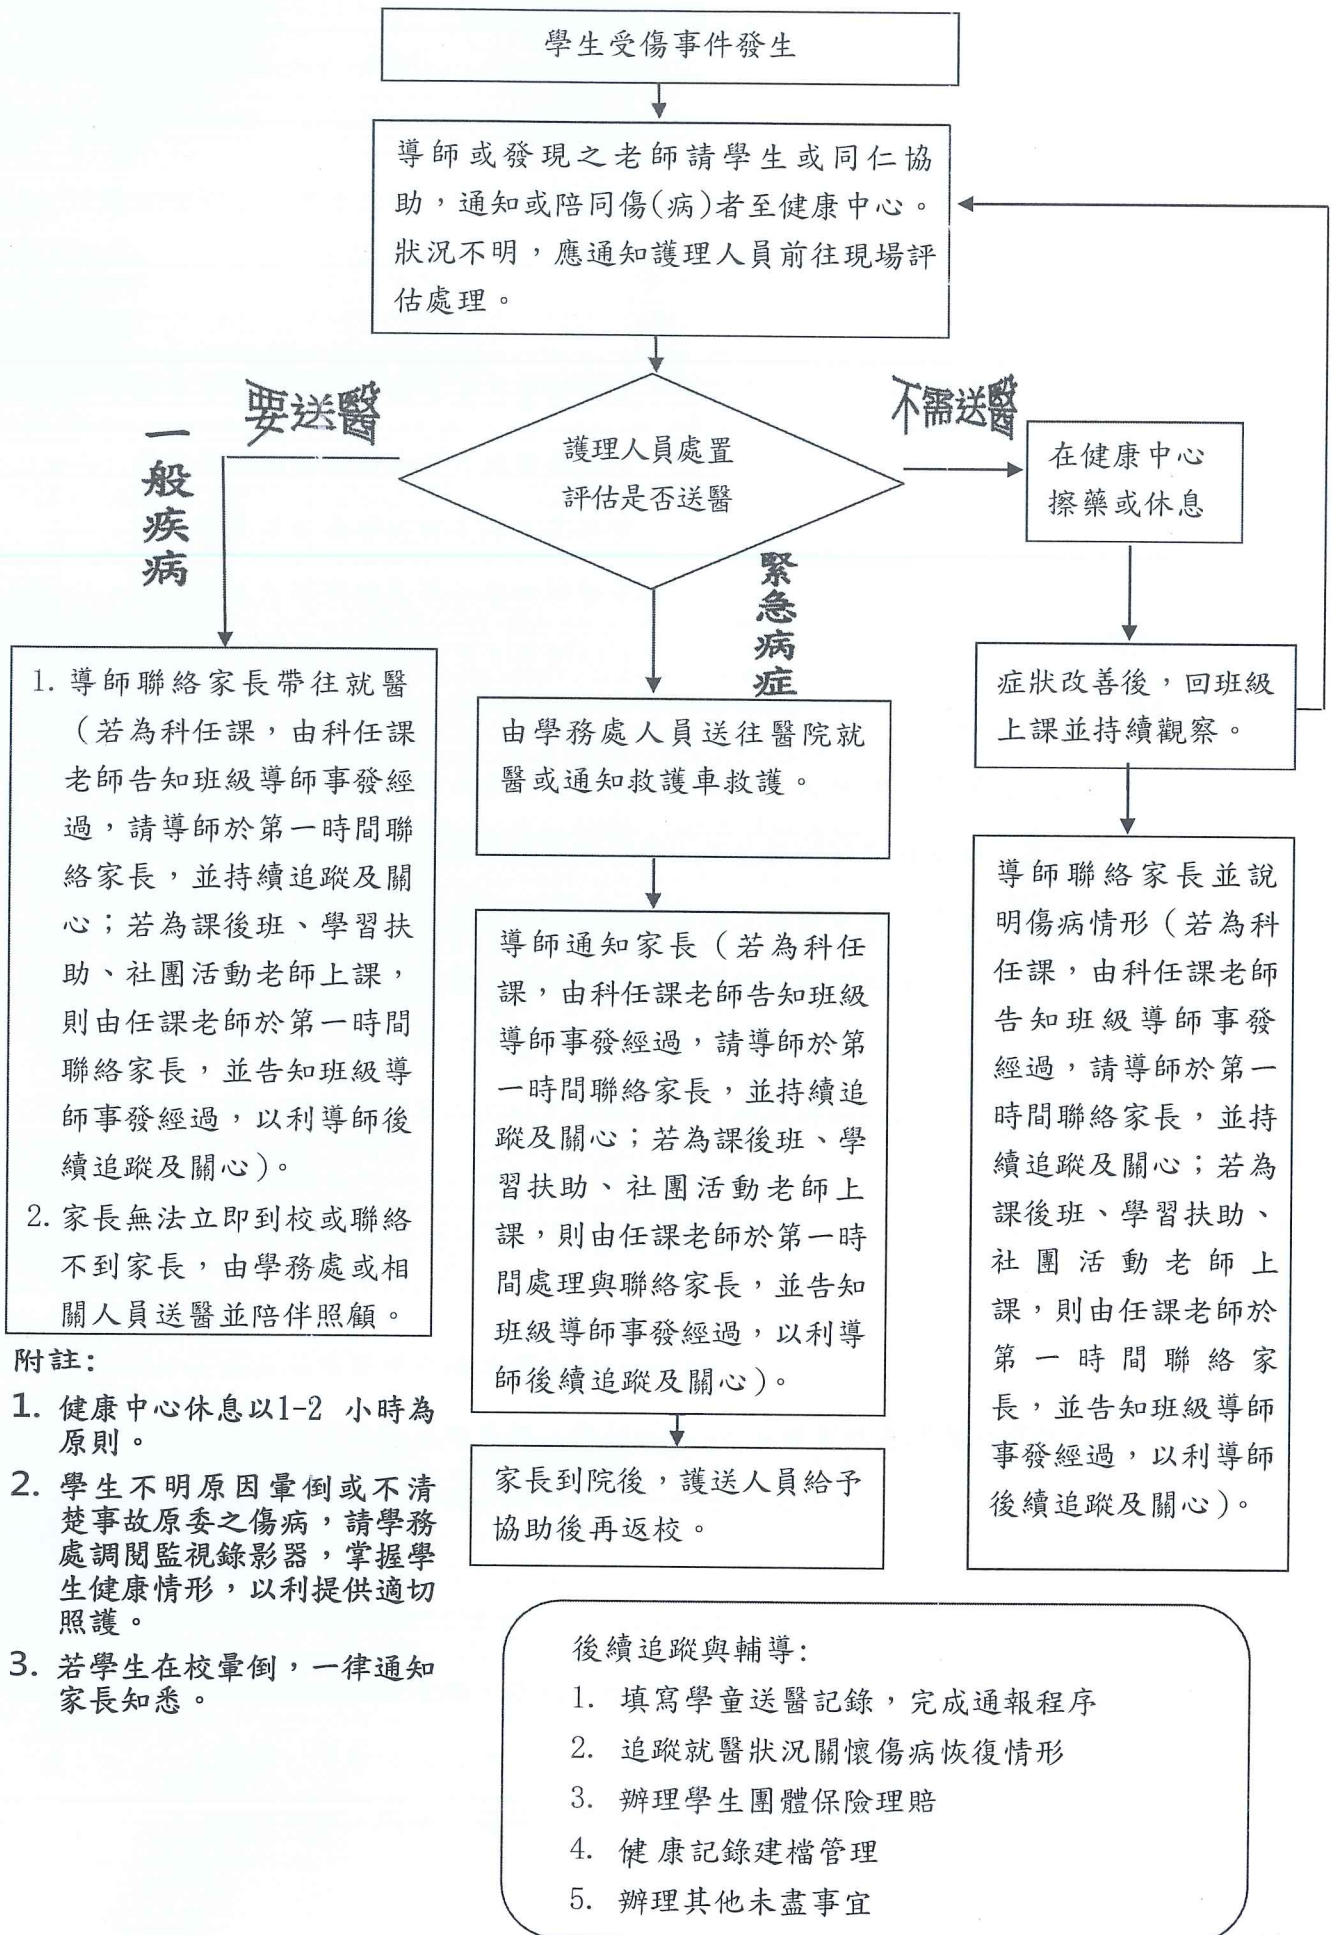 學生受傷事件發生
導師或發現之老師請學生或同仁協
助，通知或陪同傷(病)者至健康中心。
狀況不明，應通知護理人員前往現場評
估處理。
要送醫
不需送醫
一般疾病
護理人員處置
評估是否送醫
在健康中心
擦藥或休息
緊急病症
1. 導師聯絡家長帶往就醫
（若為科任課，由科任課
老師告知班級導師事發經
過，請導師於第一時間聯
絡家長，並持續追蹤及關
心；若為課後班、學習扶
助、社團活動老師上課，
則由任課老師於第一時間
聯絡家長，並告知班級導
師事發經過，以利導師後
續追蹤及關心）。
2. 家長無法立即到校或聯絡
不到家長，由學務處或相
關人員送醫並陪伴照顧。
由學務處人員送往醫院就
醫或通知救護車救護。
導師通知家長（若為科任
課，由科任課老師告知班級
導師事發經過，請導師於第
一時間聯絡家長，並持續追
蹤及關心；若為課後班、學
習扶助、社團活動老師上
課，則由任課老師於第一時
間處理與聯絡家長，並告知
班級導師事發經過，以利導
師後續追蹤及關心）。
家長到院後，護送人員給予
協助後再返校。
症狀改善後，回班級
上課並持續觀察。
導師聯絡家長並說
明傷病情形（若為科
任課，由科任課老師
告知班級導師事發
經過，請導師於第一
時間聯絡家長，並持
續追蹤及關心；若為
課後班、學習扶助、
社團活動老師上
課，則由任課老師於
第一時間聯絡家
長，並告知班級導師
事發經過，以利導師
後續追蹤及關心）。
附註:
1. 健康中心休息以1-2 小時為
原則。
2. 學生不明原因暈倒或不清
楚事故原委之傷病，請學務
處調閱監視錄影器，掌握學
生健康情形，以利提供適切
照護。
3. 若學生在校暈倒，一律通知
家長知悉。
後續追蹤與輔導:
1. 填寫學童送醫記錄，完成通報程序
2. 追蹤就醫狀況關懷傷病恢復情形
3. 辦理學生團體保險理賠
4. 健康記錄建檔管理
5. 辦理其他未盡事宜